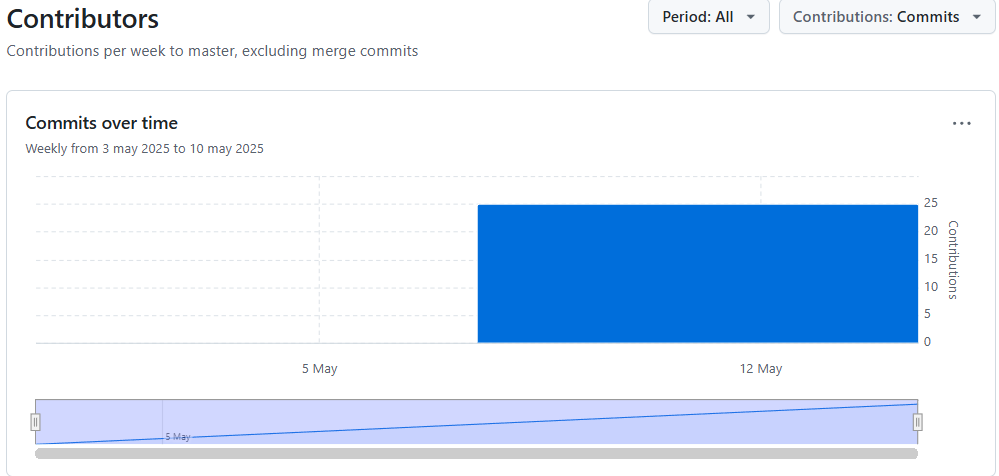 Contributors
Period: All
Contributions: Commits
Contributions per week to master, excluding merge commits
Commits over time
Weekly from 3 may 2025 to 10 may 2025
25
20
15
10
5
0
Contributions
5 May
12 May
5 May